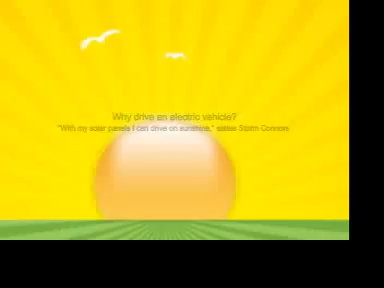 Why drive an electric vehicle?
"With my solar panels I can drive on sunshine," states Storm Connors